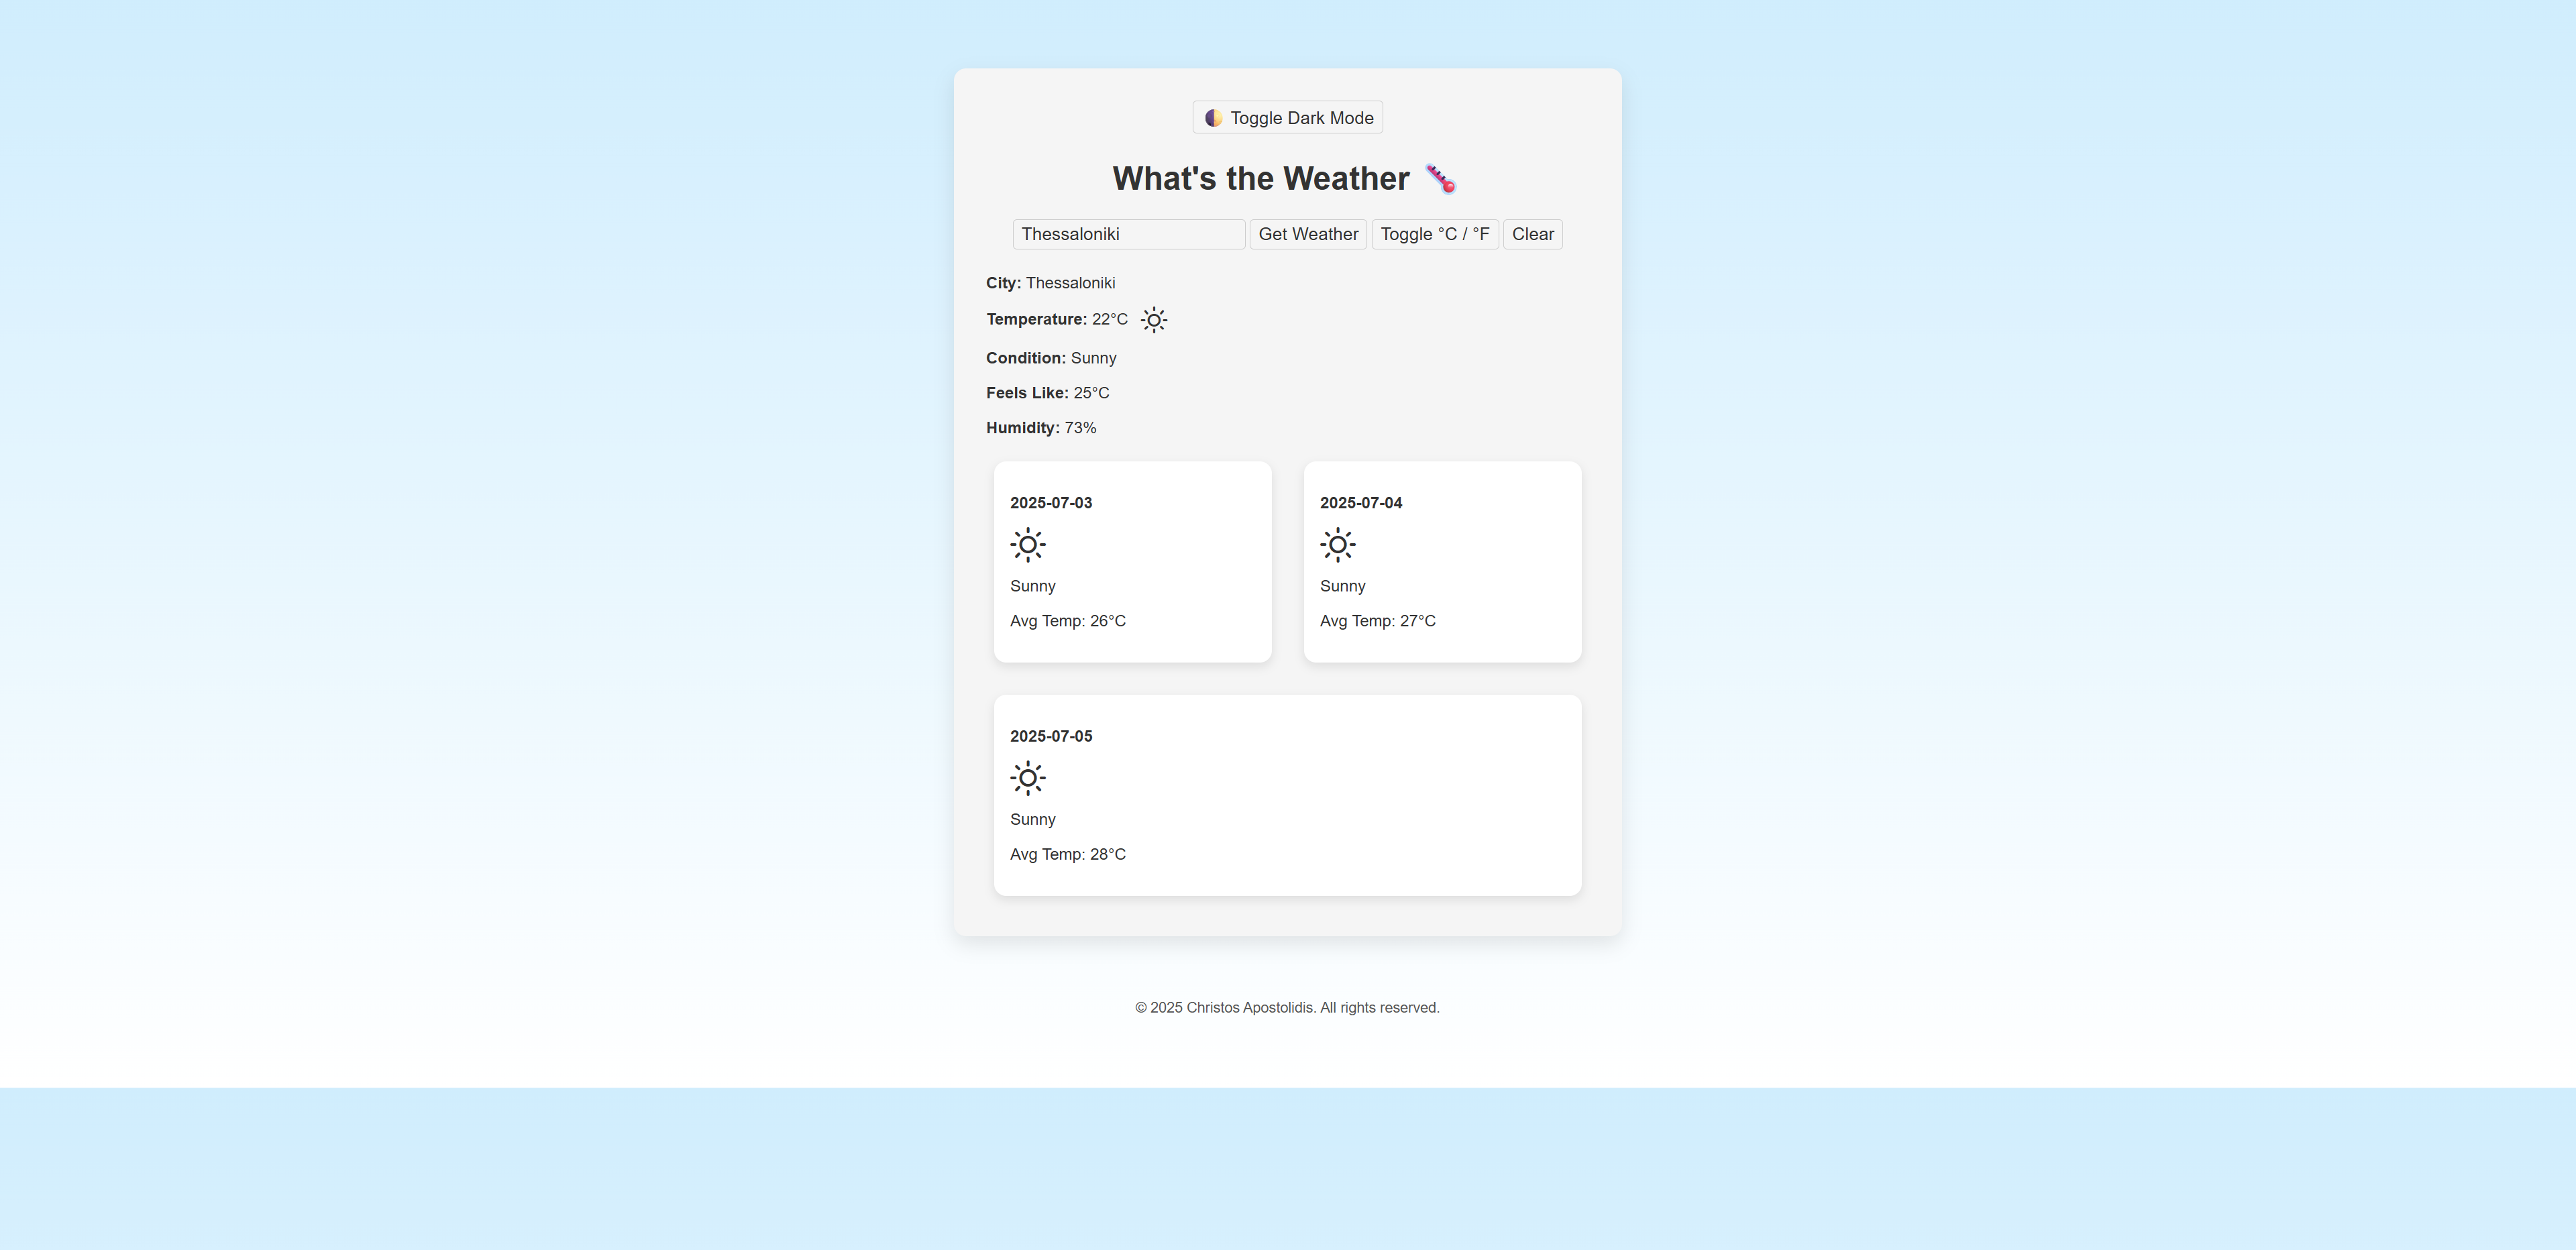 Toggle Dark Mode
What's the Weather
Thessaloniki Get Weather Toggle °C / °F Clear
City: Thessaloniki
Temperature: 22°C
Condition: Sunny
Feels Like: 25°C
Humidity: 73%
2025-07-03
Sunny
Avg Temp: 26°C
2025-07-04
Sunny
Avg Temp: 27°C
2025-07-05
Sunny
Avg Temp: 28°C
© 2025 Christos Apostolidis. All rights reserved.